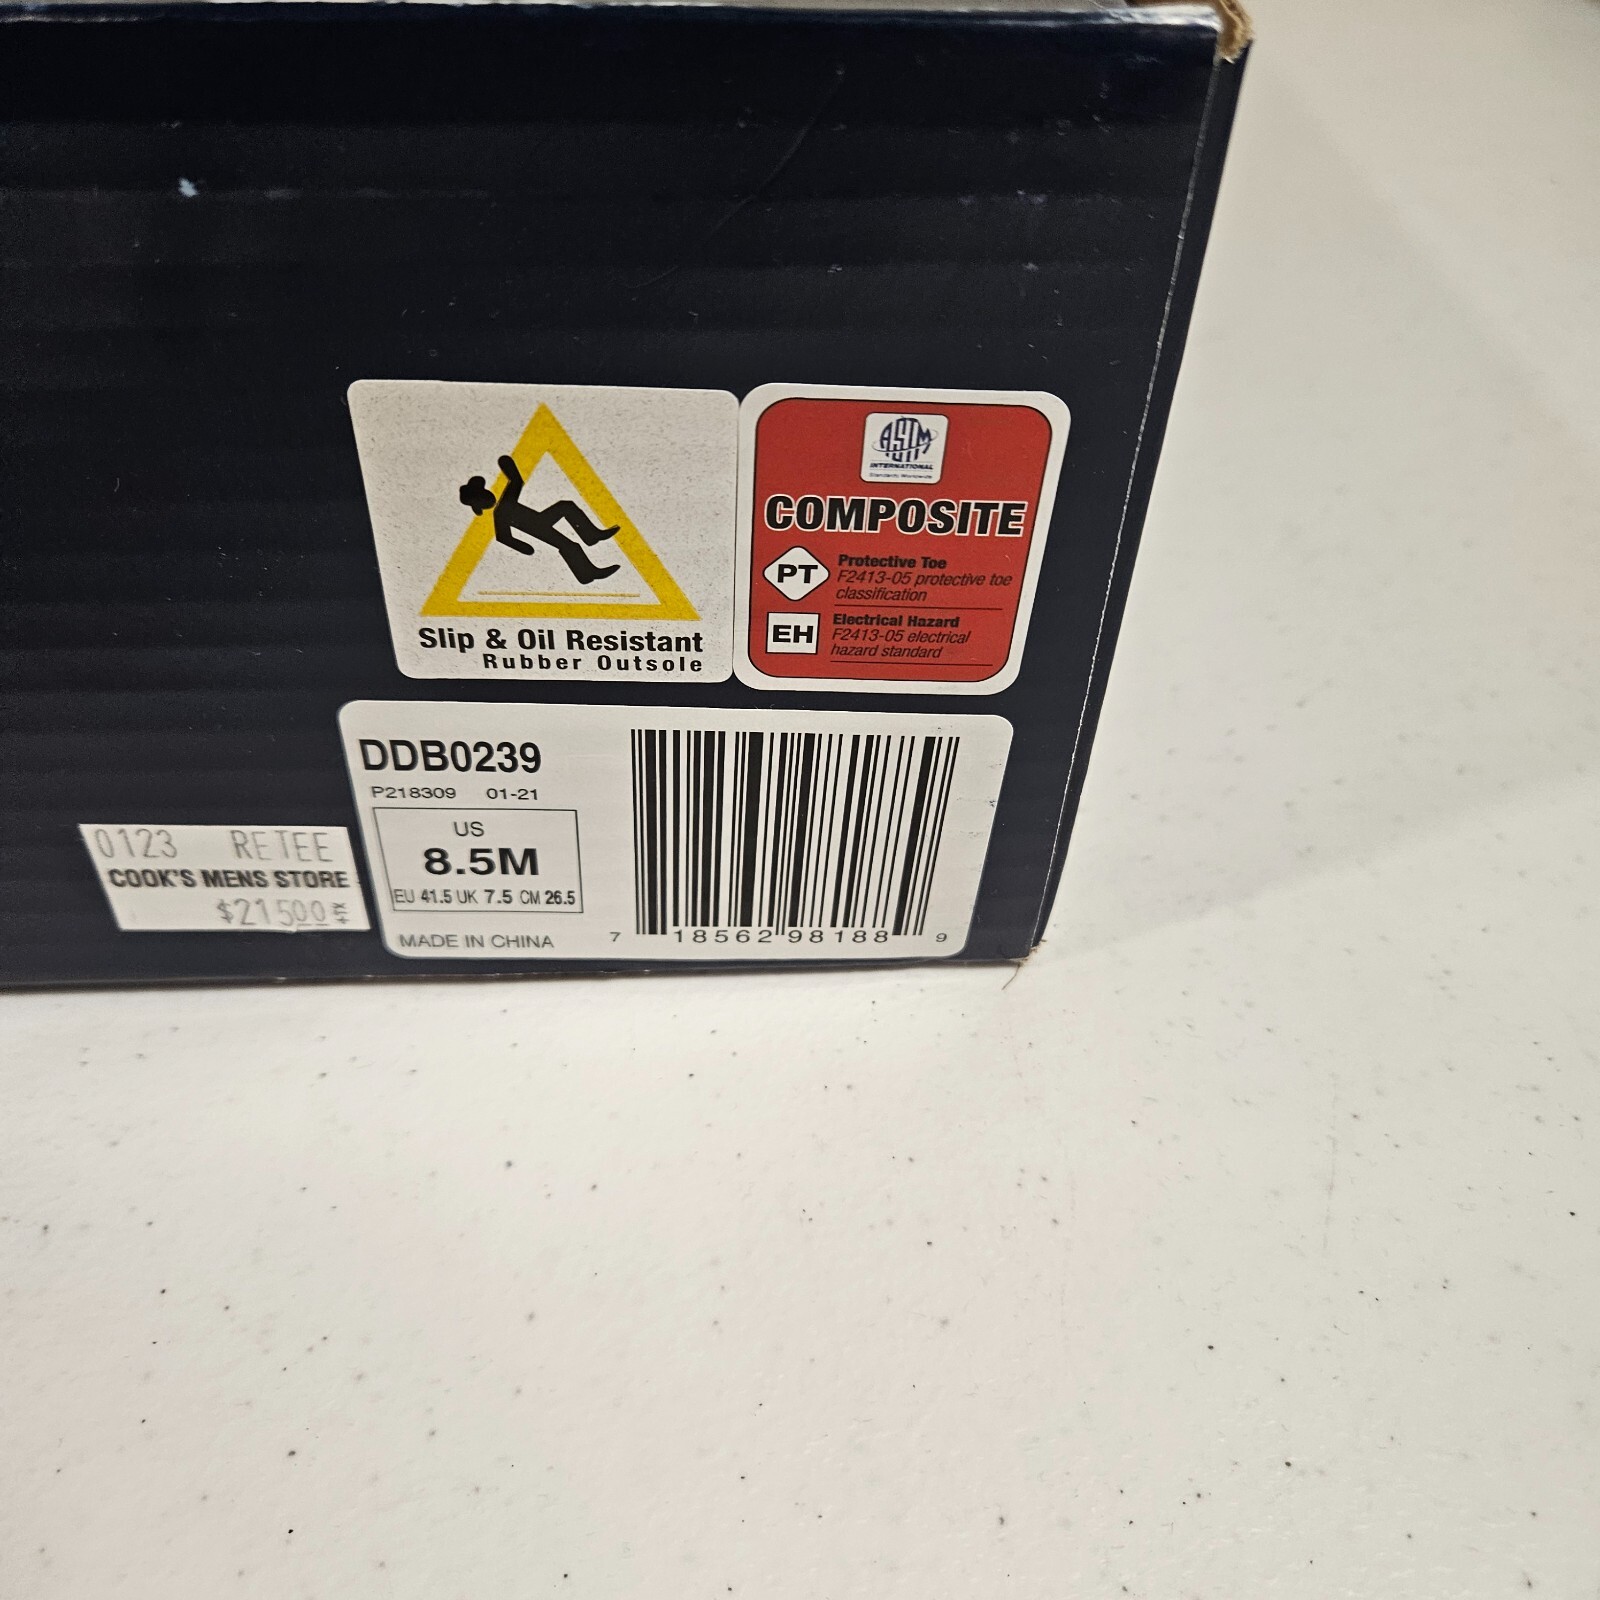 Slip & Oil Resistant
Rubber Outsole
ASTM
INTERNATIONAL
Standards Worldwide
COMPOSITE
PT
Protective Toe
F2413-05 protective toe
classification
EH
Electrical Hazard
F2413-05 electrical
hazard standard
DDB0239
P218309 01-21
US
8.5M
EU 41.5 UK 7.5 CM 26.5
MADE IN CHINA
7 18562 98188 9
0123 RETEE
COOK'S MENS STORE
$215.00